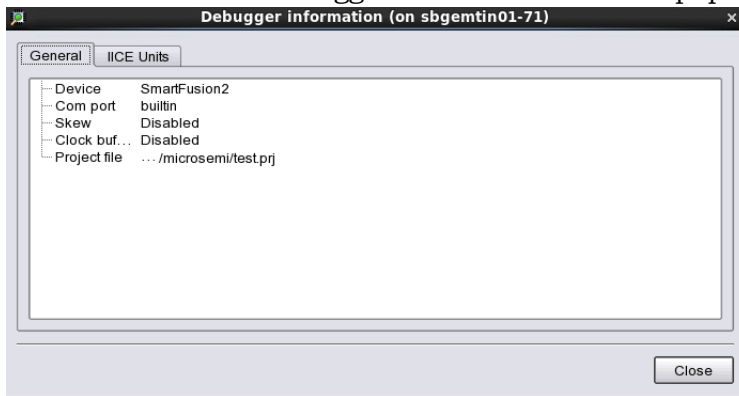 Debugger information (on sbgemtin01-71)
General IICE Units
Device SmartFusion2
Com port builtin
Skew Disabled
Clock buf... Disabled
Project file .../microsemi/test.prj
Close